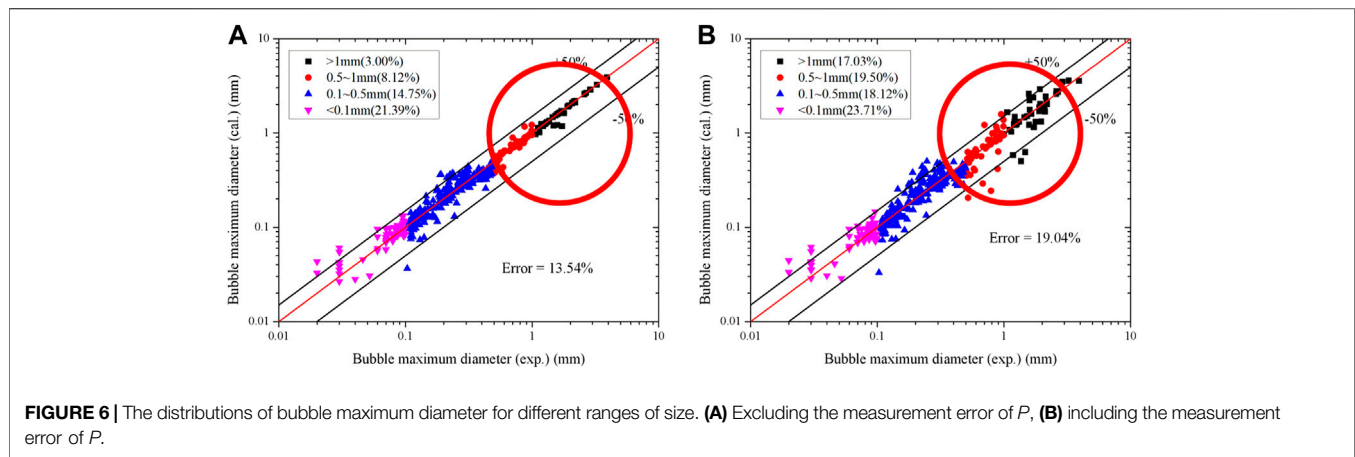 A
Bubble maximum diameter (cal.) (mm)
10
1
0.1
0.01
>1mm(3.00%)
0.5~1mm(8.12%)
0.1~0.5mm(14.75%)
<0.1mm(21.39%)
+50%
-50%
Error = 13.54%
0.01 0.1 1 10
Bubble maximum diameter (exp.) (mm)
B
Bubble maximum diameter (cal.) (mm)
10
1
0.1
0.01
>1mm(17.03%)
0.5~1mm(19.50%)
0.1~0.5mm(18.12%)
<0.1mm(23.71%)
+50%
-50%
Error = 19.04%
0.01 0.1 1 10
Bubble maximum diameter (exp.) (mm)
FIGURE 6 | The distributions of bubble maximum diameter for different ranges of size. (A) Excluding the measurement error of P, (B) including the measurement
error of P.